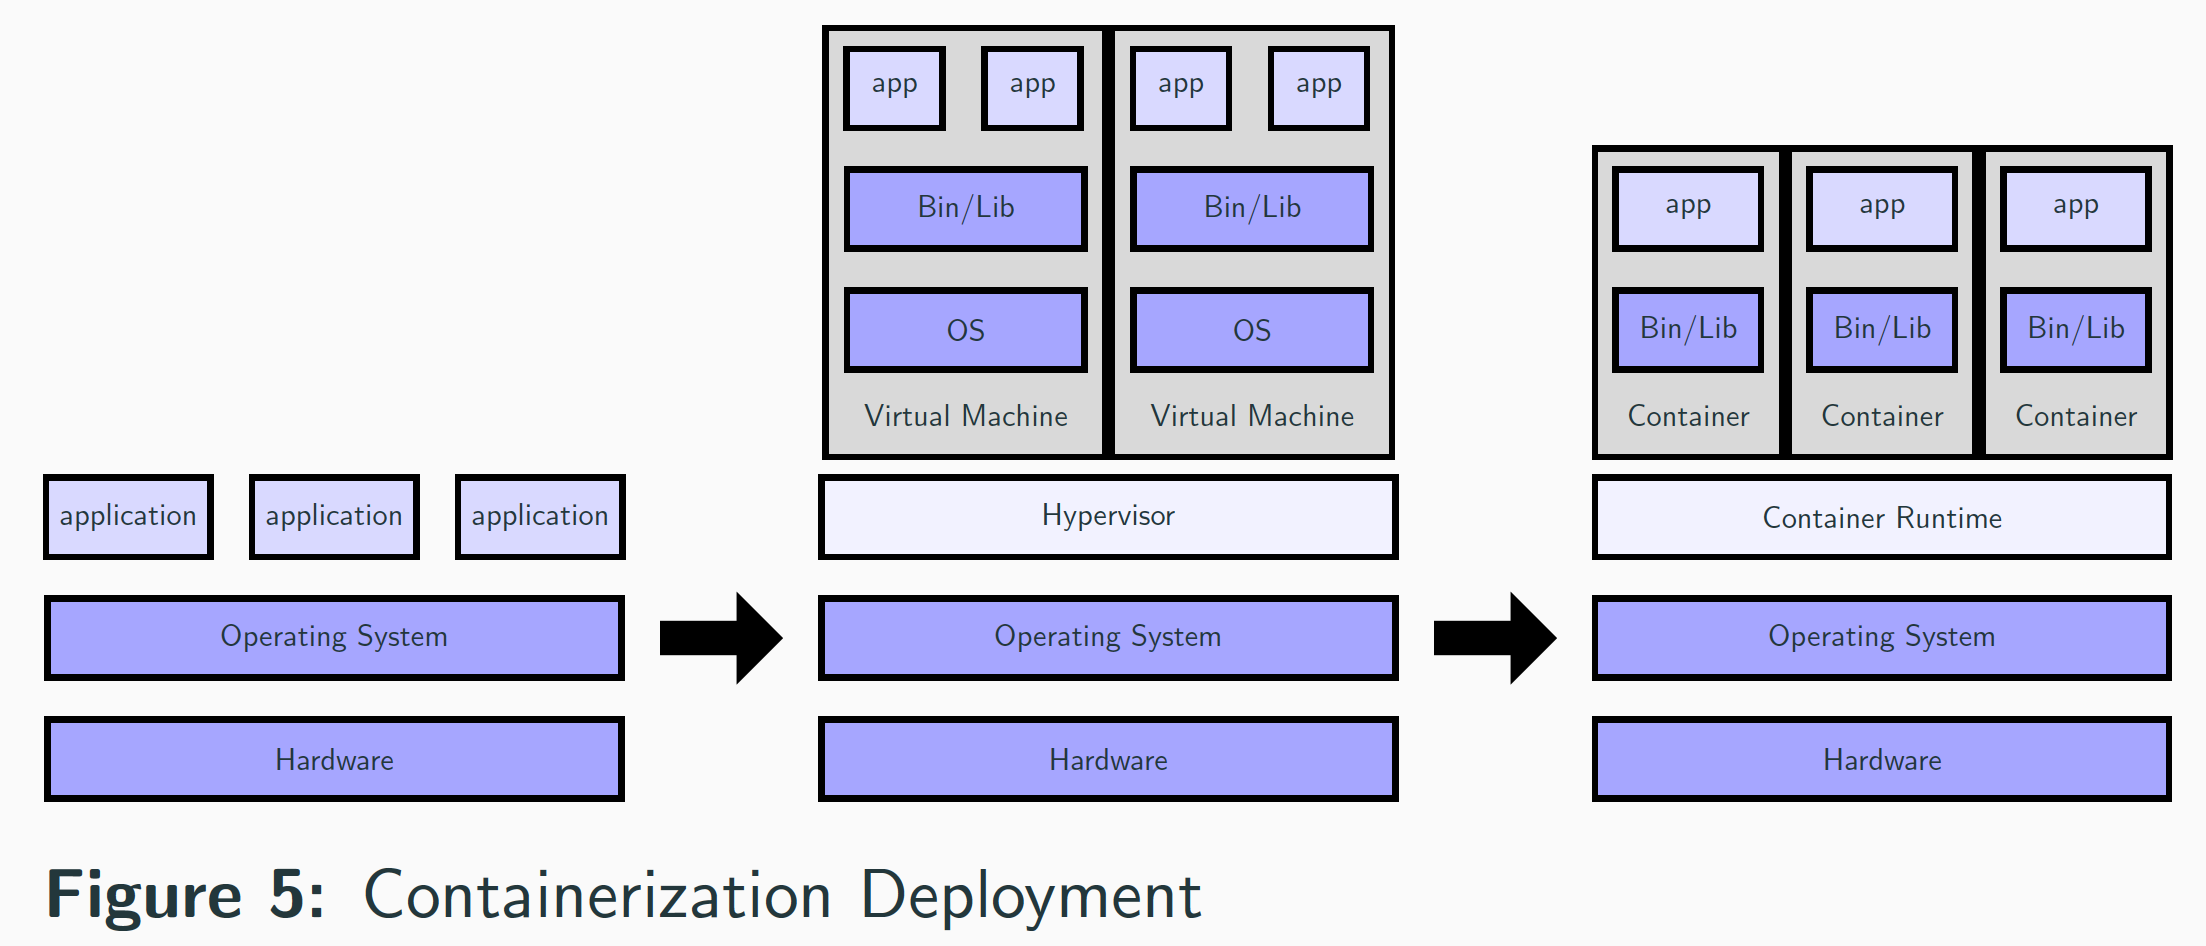 app app app app
Bin/Lib Bin/Lib
OS OS
Virtual Machine Virtual Machine
app app app
Bin/Lib Bin/Lib Bin/Lib
Container Container Container
application application application
Hypervisor
Container Runtime
Operating System
Operating System
Operating System
Hardware
Hardware
Hardware
Figure 5: Containerization Deployment